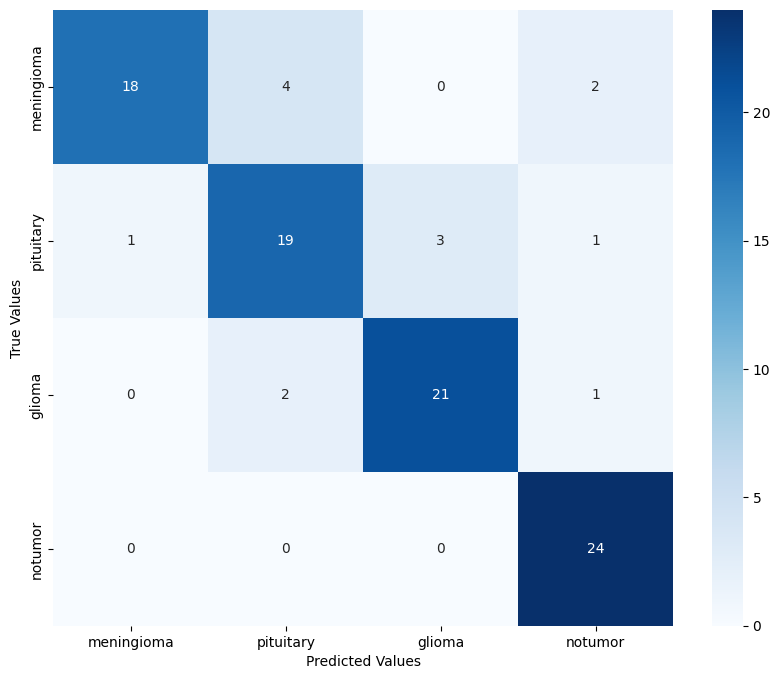 meningioma
18 4 0 2
20
pituitary
1 19 3 1
15
True Values
10
glioma
0 2 21 1
5
notumor
0 0 0 24
0
meningioma pituitary glioma notumor
Predicted Values